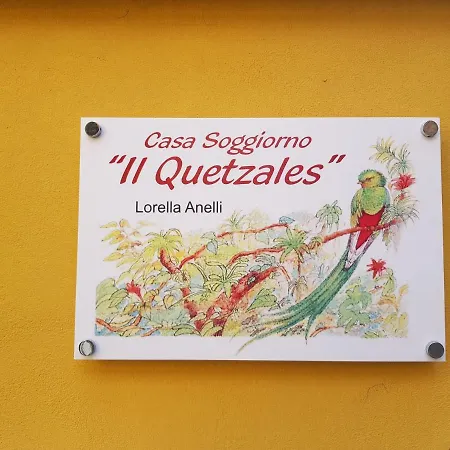 Casa Soggiorno
"Il Quetzales"
Lorella Anelli